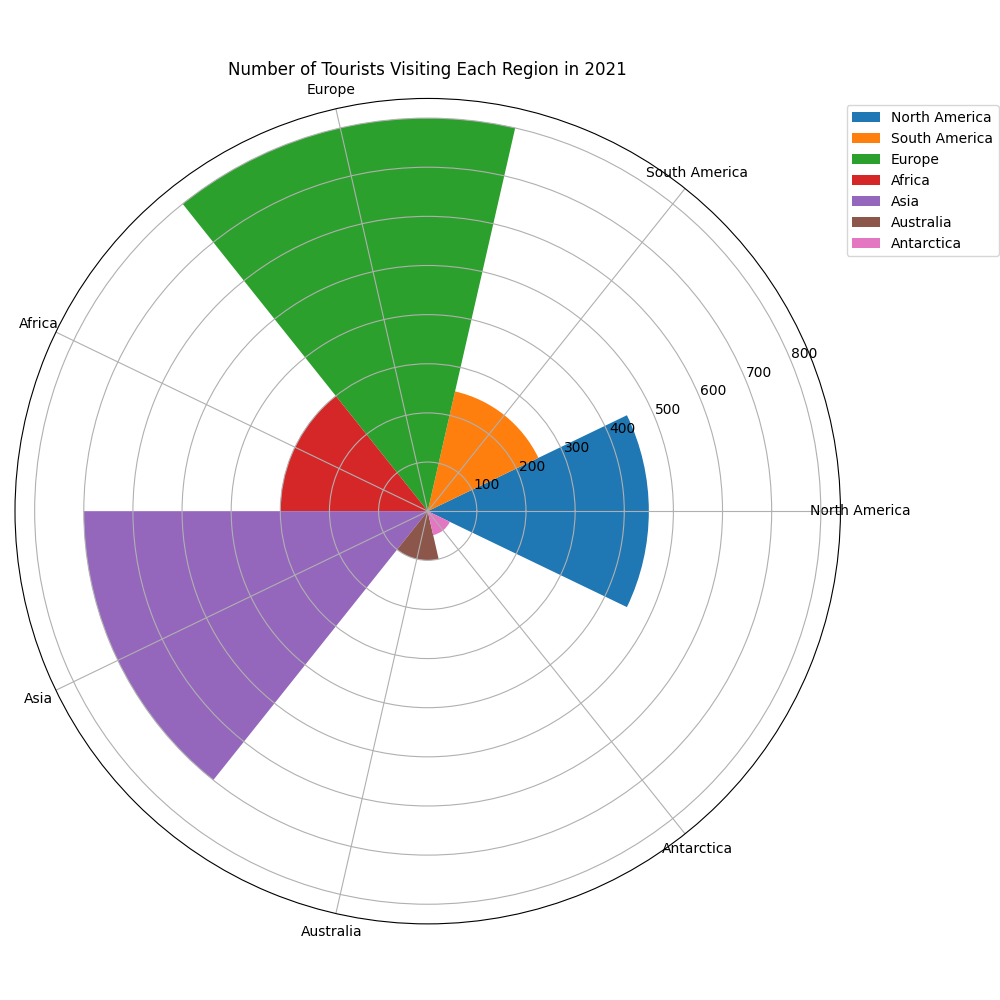 Number of Tourists Visiting Each Region in 2021
Europe
North America
South America
Europe
Africa
Asia
Australia
Antarctica
South America
Africa
800
700
600
500
400
300
200
100
North America
Asia
Antarctica
Australia